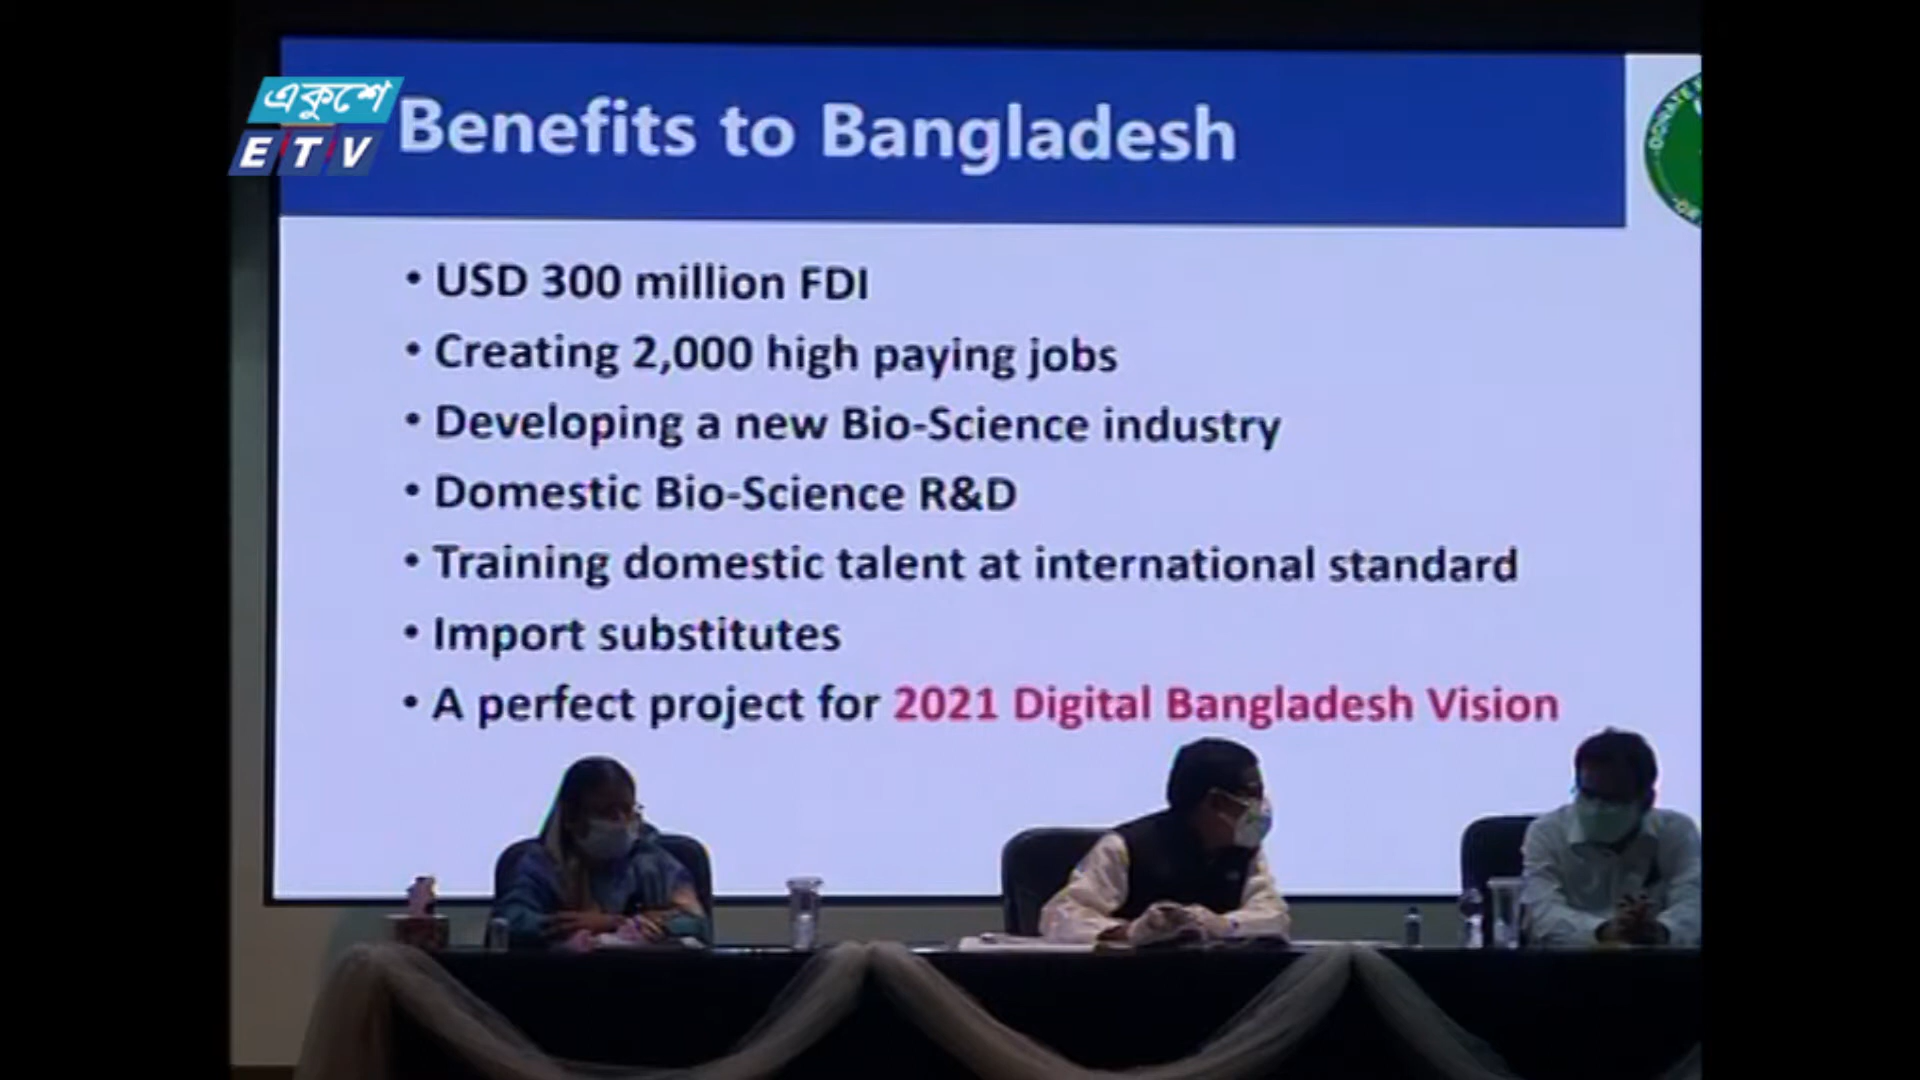 একুশে
ETV
Benefits to Bangladesh
• USD 300 million FDI
• Creating 2,000 high paying jobs
• Developing a new Bio-Science industry
• Domestic Bio-Science R&D
• Training domestic talent at international standard
• Import substitutes
• A perfect project for 2021 Digital Bangladesh Vision
DONATE